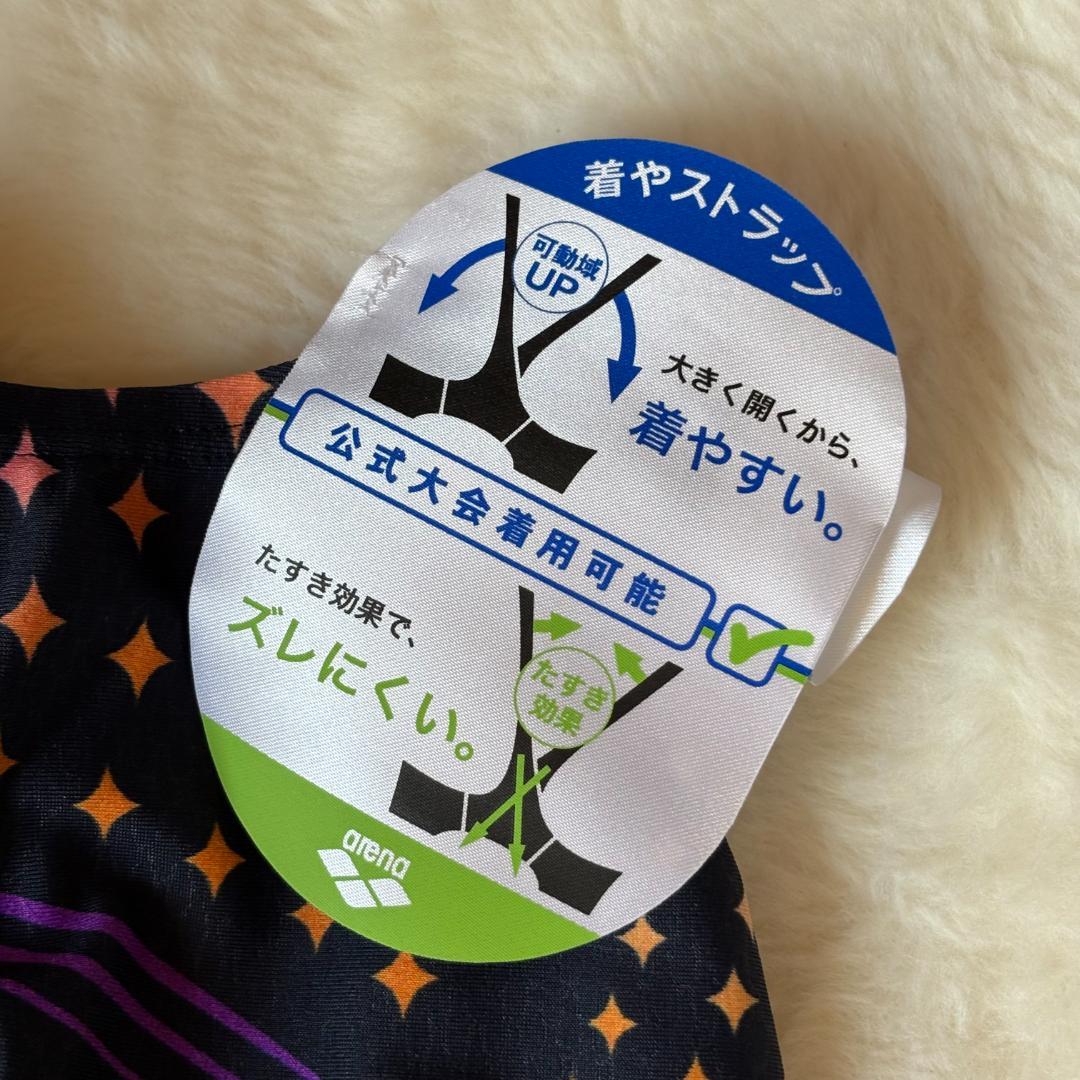 着やストラップ
可動域
UP
大きく開くから、
着やすい。
公式大会着用可能
たすき効果で、
ズレにくい。
たすき
効果
arena